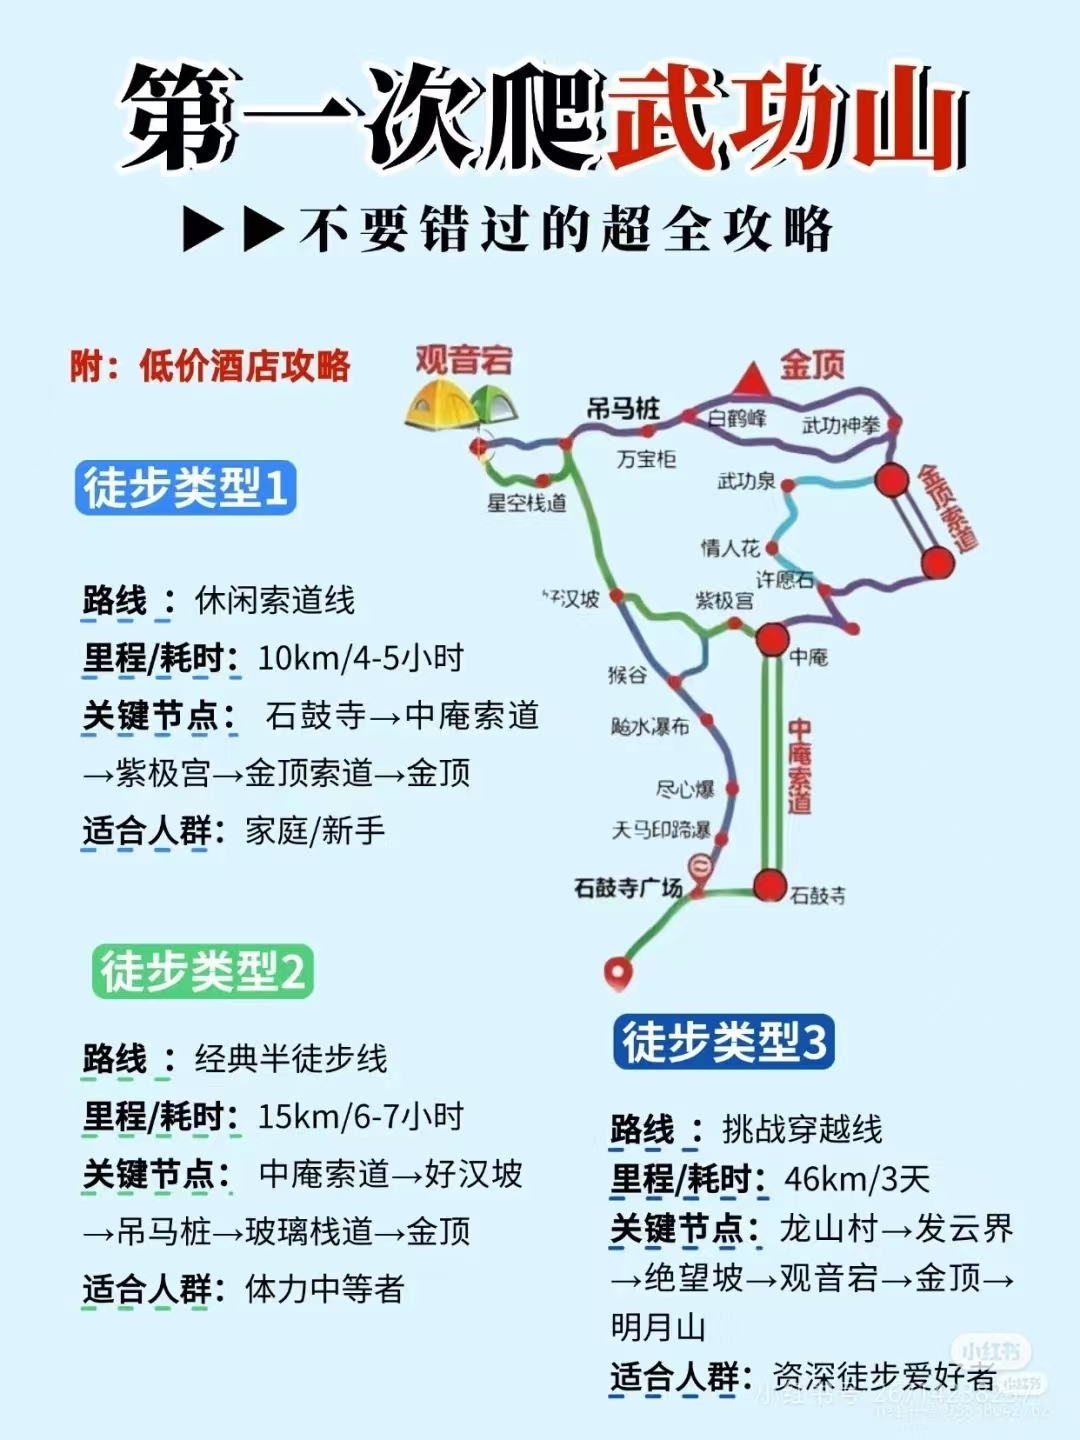 第一次爬武功山
▶▶不要错过的超全攻略
附：低价酒店攻略
观音宕
金顶
吊马桩
白鹤峰
武功神拳
万宝柜
星空栈道
武功泉
金顶索道
情人花
许愿石
好汉坡
紫极宫
中庵
猴谷
飐水瀑布
中庵索道
尽心爆
天马印蹄瀑
石鼓寺广场
石鼓寺
徒步类型1
路线 ：休闲索道线
里程/耗时：10km/4-5小时
关键节点： 石鼓寺→中庵索道
→紫极宫→金顶索道→金顶
适合人群：家庭/新手
徒步类型2
路线 ：经典半徒步线
里程/耗时：15km/6-7小时
关键节点： 中庵索道→好汉坡
→吊马桩→玻璃栈道→金顶
适合人群：体力中等者
徒步类型3
路线 ：挑战穿越线
里程/耗时：46km/3天
关键节点：龙山村→发云界
→绝望坡→观音宕→金顶→
明月山
适合人群：资深徒步爱好者
小红书
小红书
小红书号